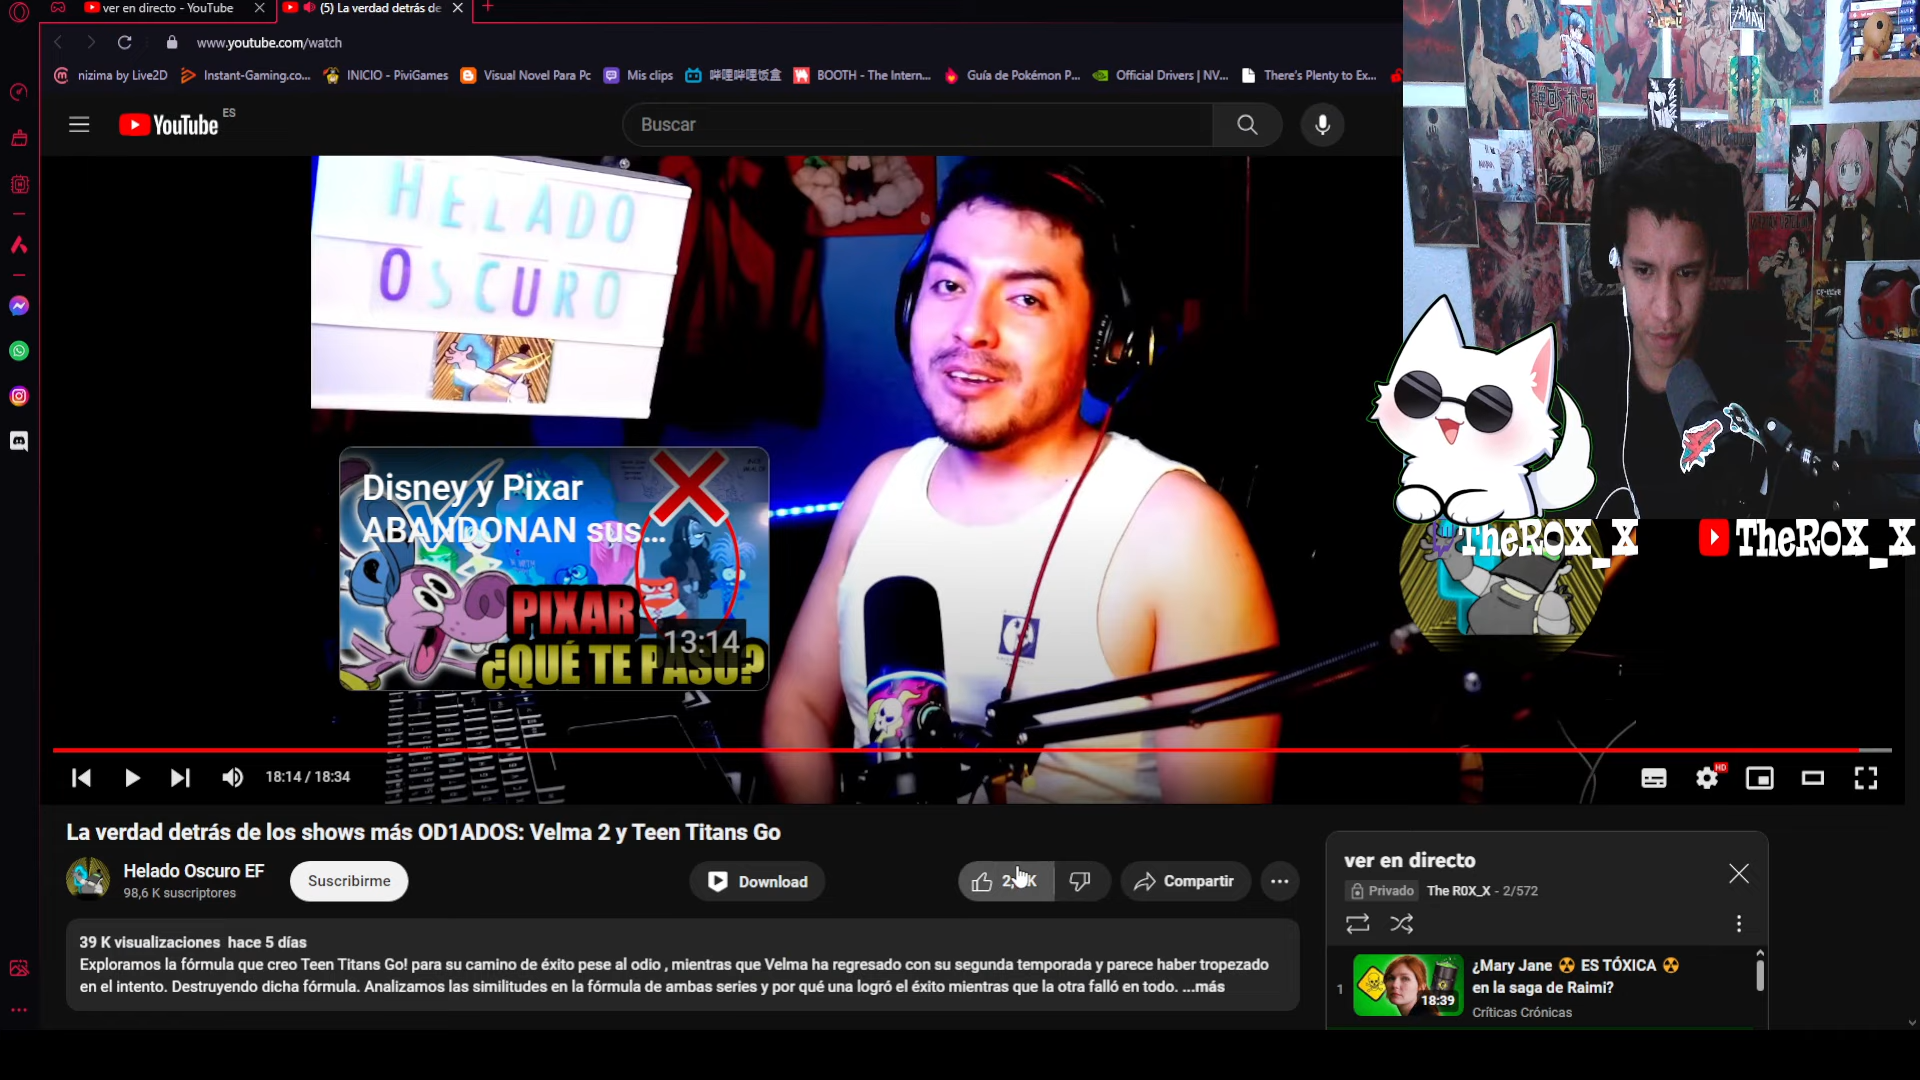 ver en directo - YouTube
(5) La verdad detrás de
www.youtube.com/watch
nizima by Live2D
Instant-Gaming.co...
INICIO - PiviGames
Visual Novel Para Pc
Mis clips
哔哩哔哩饭盒
BOOTH - The Intern...
Guía de Pokémon P...
Official Drivers | NV...
There's Plenty to Ex...
YouTube ES
Buscar
HELADO
OSCURO
Disney y Pixar
ABANDONAN sus...
PIXAR
13:14
¿QUÉ TE PASÓ?
TheROX_X
TheROX_X
18:14 / 18:34
HD
La verdad detrás de los shows más OD1ADOS: Velma 2 y Teen Titans Go
Helado Oscuro EF
98,6 K suscriptores
Suscribirme
Download
Compartir
39 K visualizaciones hace 5 días
Exploramos la fórmula que creo Teen Titans Go! para su camino de éxito pese al odio , mientras que Velma ha regresado con su segunda temporada y parece haber tropezado
en el intento. Destruyendo dicha fórmula. Analizamos las similitudes en la fórmula de ambas series y por qué una logró el éxito mientras que la otra falló en todo. ...más
ver en directo
Privado The R0X_X - 2/572
1
18:39
¿Mary Jane ☢ ES TÓXICA ☢
en la saga de Raimi?
Críticas Crónicas